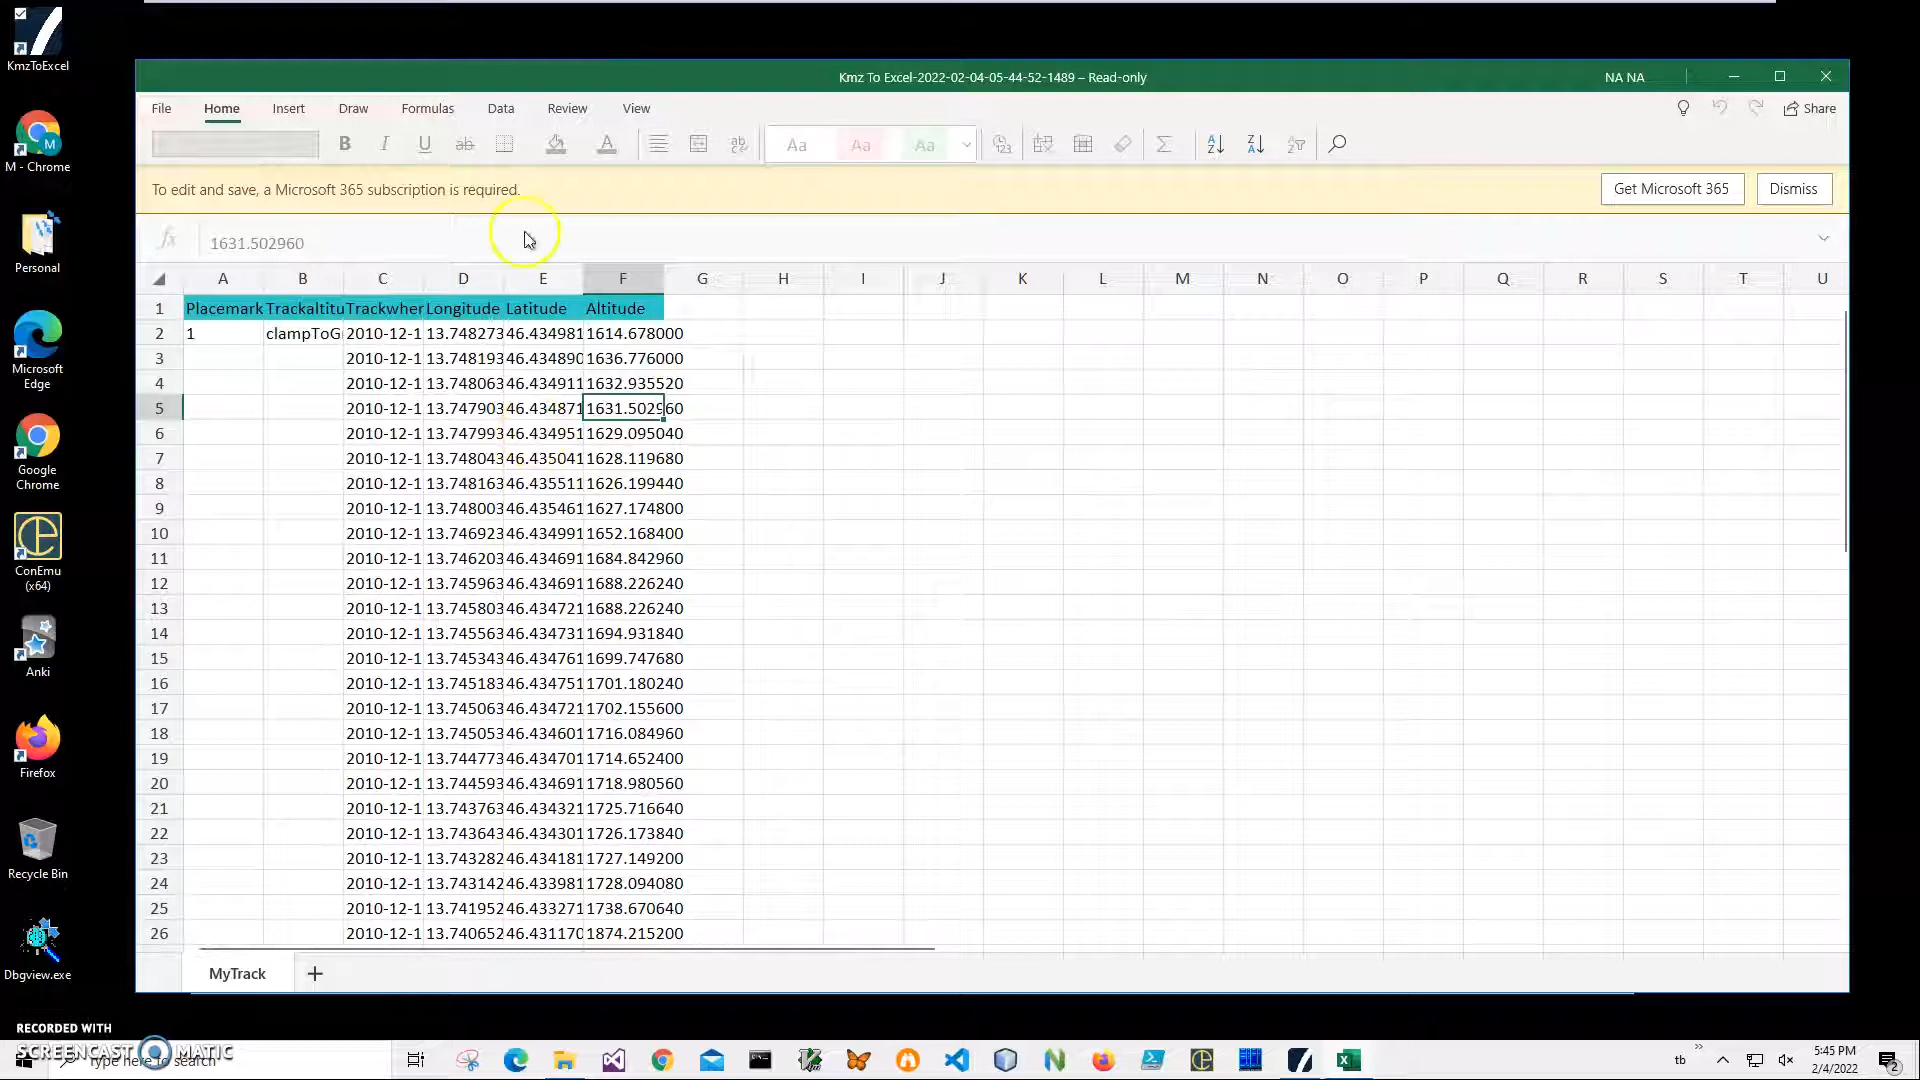 KmzToExcel
M - Chrome
Personal
Microsoft
Edge
Google
Chrome
ConEmu
(x64)
Anki
Firefox
Recycle Bin
Dbgview.exe
Kmz To Excel-2022-02-04-05-44-52-1489 – Read-only
NA NA
File Home Insert Draw Formulas Data Review View
Share
B I U ab Aa Aa Aa
To edit and save, a Microsoft 365 subscription is required.
Get Microsoft 365
Dismiss
fx 1631.502960
A B C D E F G H I J K L M N O P Q R S T U
1 Placemark Trackaltitu Trackwher Longitude Latitude Altitude
2 1 clampToG 2010-12-1 13.748273 46.434981 1614.678000
3 2010-12-1 13.748193 46.434890 1636.776000
4 2010-12-1 13.748063 46.434911 1632.935520
5 2010-12-1 13.747903 46.434871 1631.502960
6 2010-12-1 13.747993 46.434951 1629.095040
7 2010-12-1 13.748043 46.435041 1628.119680
8 2010-12-1 13.748163 46.435511 1626.199440
9 2010-12-1 13.748003 46.435461 1627.174800
10 2010-12-1 13.746923 46.434991 1652.168400
11 2010-12-1 13.746203 46.434691 1684.842960
12 2010-12-1 13.745963 46.434691 1688.226240
13 2010-12-1 13.745803 46.434721 1688.226240
14 2010-12-1 13.745563 46.434731 1694.931840
15 2010-12-1 13.745343 46.434761 1699.747680
16 2010-12-1 13.745183 46.434751 1701.180240
17 2010-12-1 13.745063 46.434721 1702.155600
18 2010-12-1 13.745053 46.434601 1716.084960
19 2010-12-1 13.744773 46.434701 1714.652400
20 2010-12-1 13.744593 46.434691 1718.980560
21 2010-12-1 13.743763 46.434321 1725.716640
22 2010-12-1 13.743643 46.434301 1726.173840
23 2010-12-1 13.743282 46.434181 1727.149200
24 2010-12-1 13.743142 46.433981 1728.094080
25 2010-12-1 13.741952 46.433271 1738.670640
26 2010-12-1 13.740652 46.431170 1874.215200
MyTrack
RECORDED WITH
SCREENCAST MATIC
Type here to search
tb
5:45 PM
2/4/2022
2